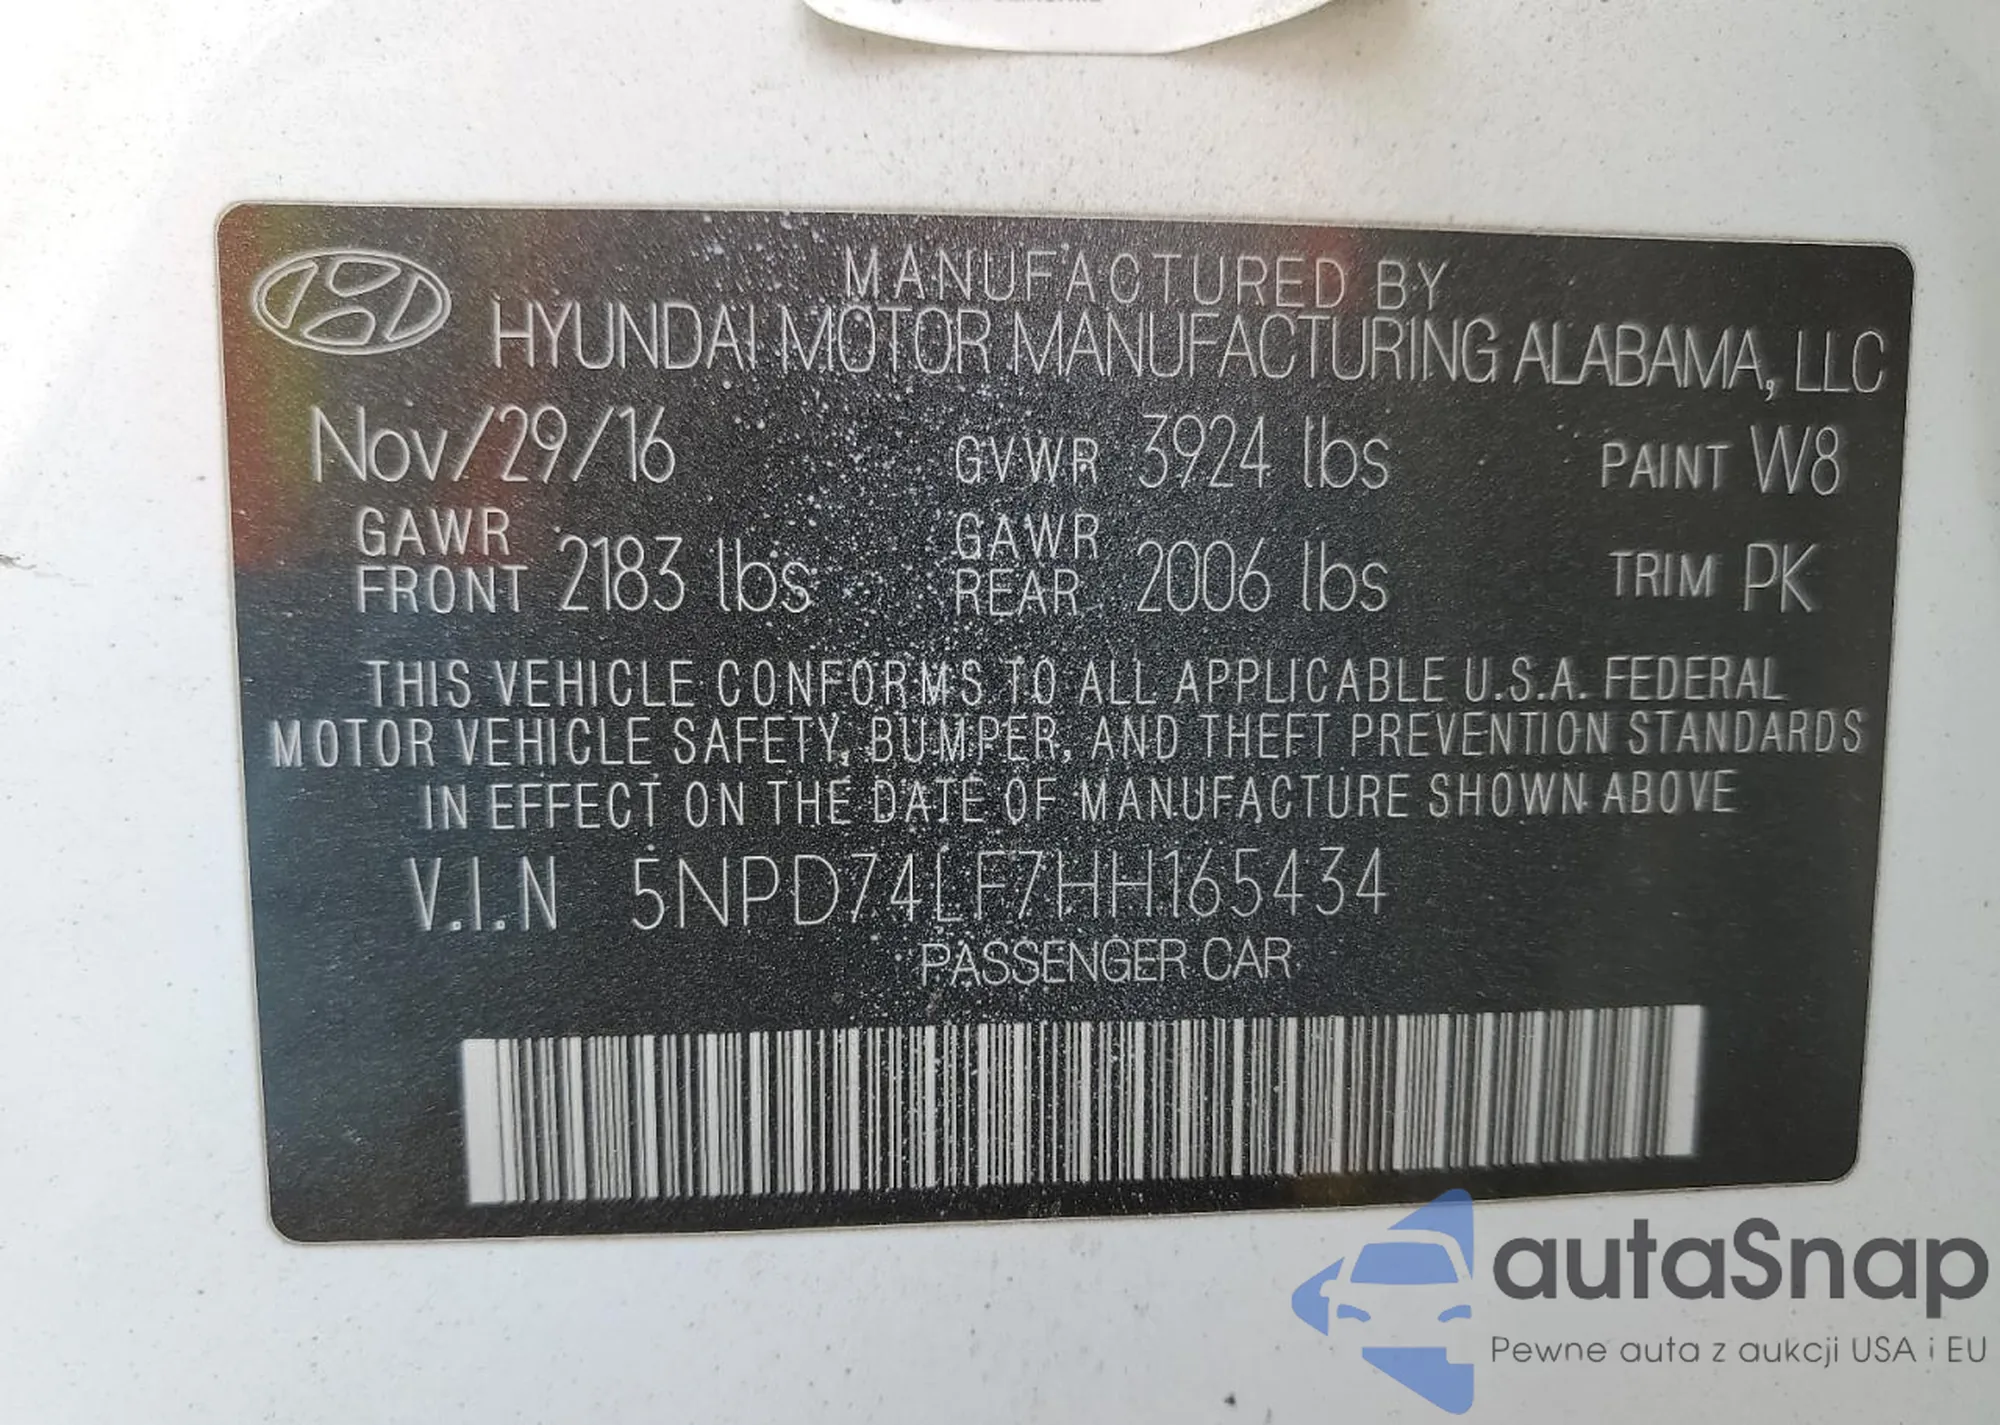 MANUFACTURED BY
HYUNDAI MOTOR MANUFACTURING ALABAMA, LLC
Nov/29/16 GVWR 3924 lbs PAINT W8
GAWR FRONT 2183 lbs GAWR REAR 2006 lbs TRIM PK
THIS VEHICLE CONFORMS TO ALL APPLICABLE U.S.A. FEDERAL
MOTOR VEHICLE SAFETY, BUMPER, AND THEFT PREVENTION STANDARDS
IN EFFECT ON THE DATE OF MANUFACTURE SHOWN ABOVE
V.I.N 5NPD74LF7HH165434
PASSENGER CAR
autaSnap
Pewne auta z aukcji USA i EU